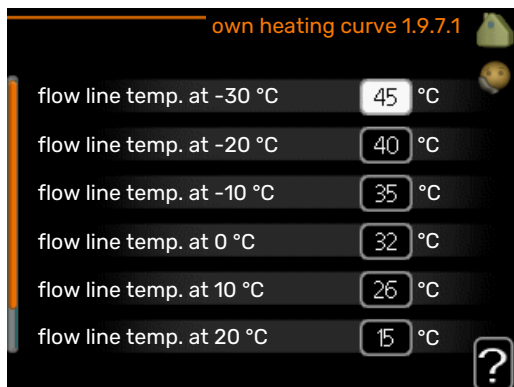 own heating curve 1.9.7.1
flow line temp. at -30 °C 45 °C
flow line temp. at -20 °C 40 °C
flow line temp. at -10 °C 35 °C
flow line temp. at 0 °C 32 °C
flow line temp. at 10 °C 26 °C
flow line temp. at 20 °C 15 °C
?